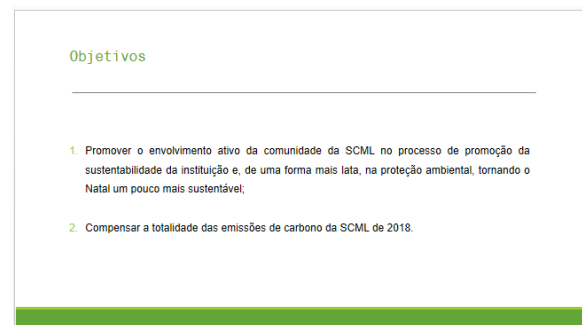 Objetivos
1. Promover o envolvimento ativo da comunidade da SCML no processo de promoção da
sustentabilidade da instituição e, de uma forma mais lata, na proteção ambiental, tornando o
Natal um pouco mais sustentável;
2. Compensar a totalidade das emissões de carbono da SCML de 2018.